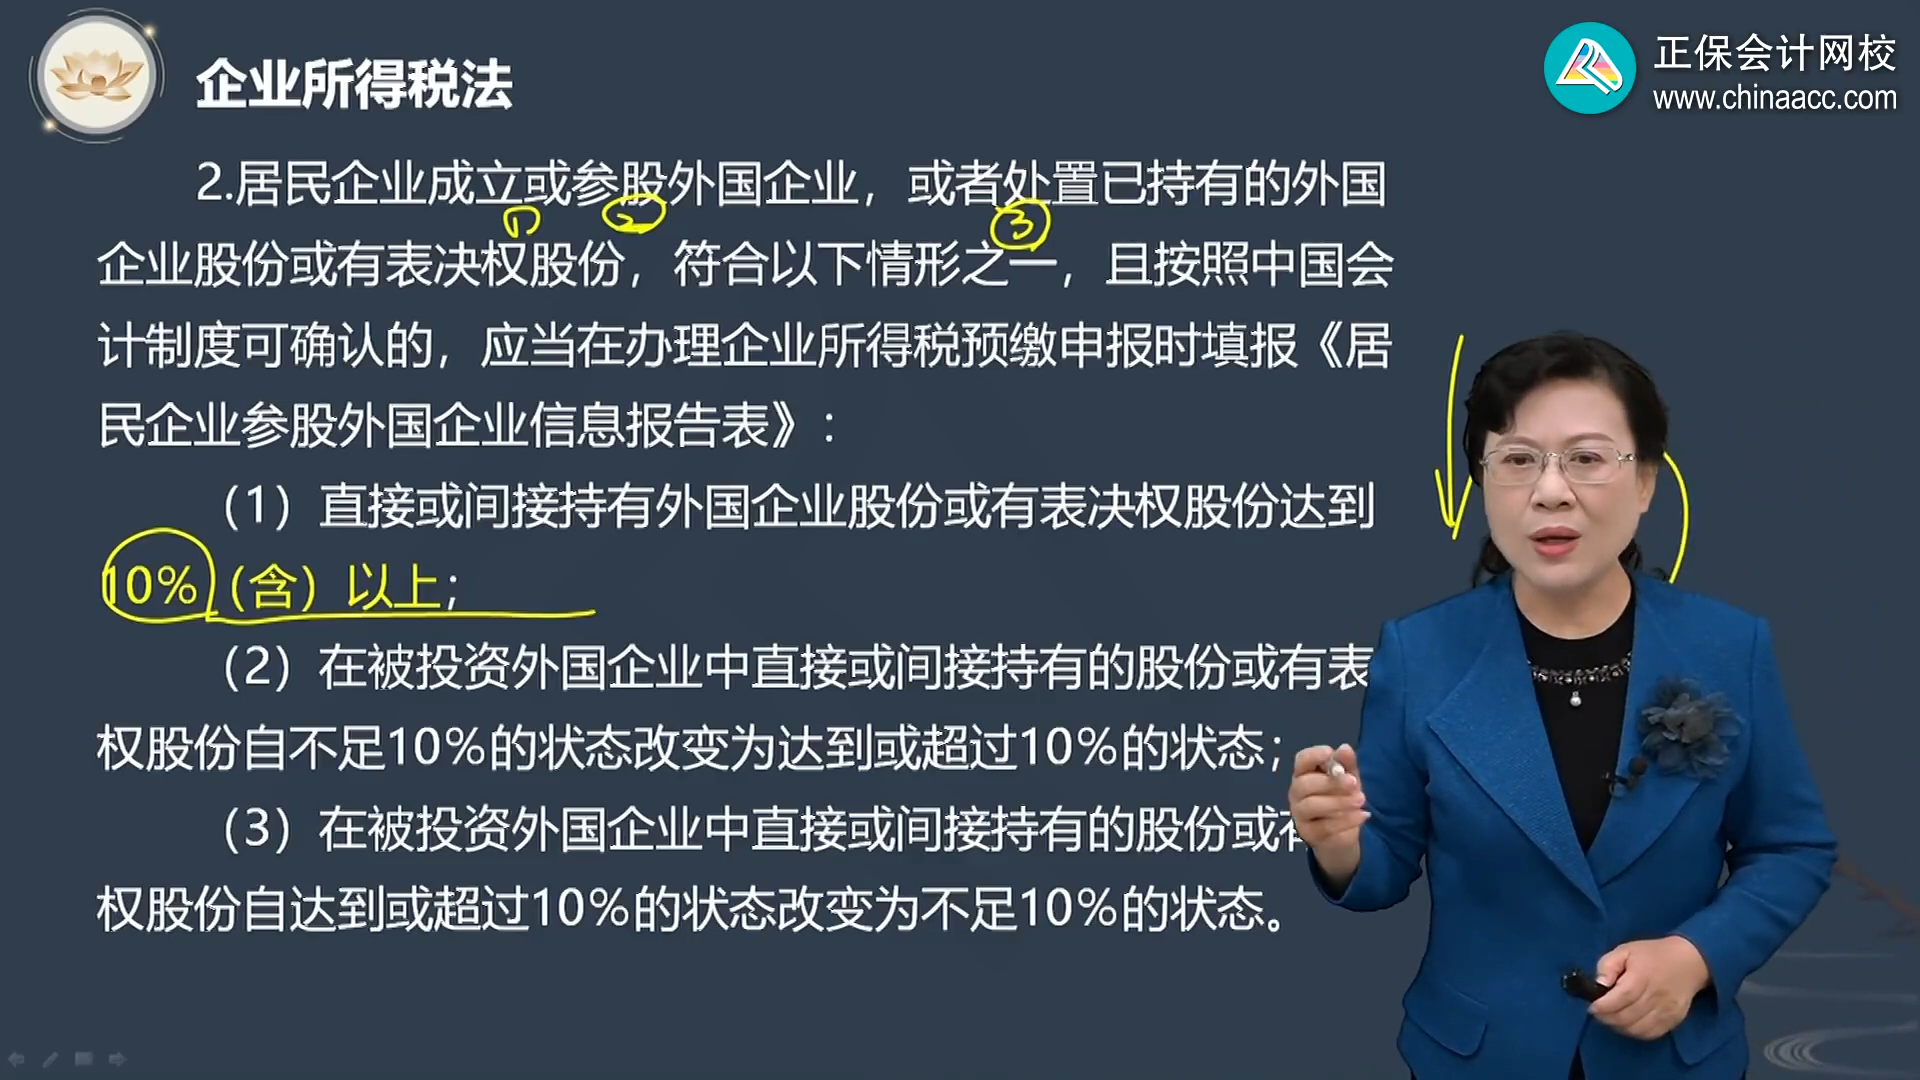 企业所得税法
正保会计网校
www.chinaacc.com
2.居民企业成立或参股外国企业，或者处置已持有的外国
① ② ③
企业股份或有表决权股份，符合以下情形之一，且按照中国会
计制度可确认的，应当在办理企业所得税预缴申报时填报《居
民企业参股外国企业信息报告表》：
（1）直接或间接持有外国企业股份或有表决权股份达到
10%（含）以上；
（2）在被投资外国企业中直接或间接持有的股份或有表
权股份自不足10%的状态改变为达到或超过10%的状态；
（3）在被投资外国企业中直接或间接持有的股份或
权股份自达到或超过10%的状态改变为不足10%的状态。